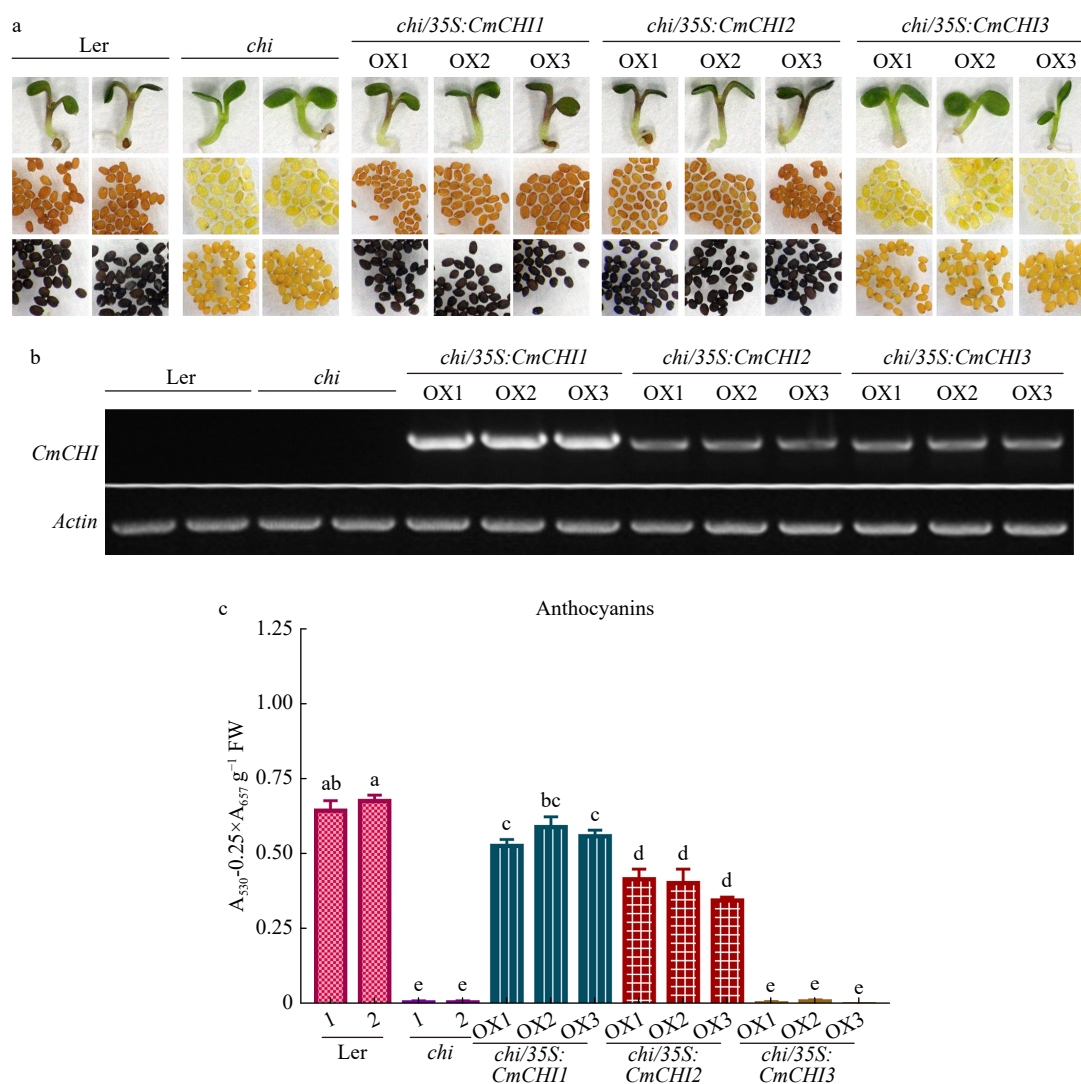 a
Ler chi chi/35S:CmCHI1 chi/35S:CmCHI2 chi/35S:CmCHI3
OX1 OX2 OX3 OX1 OX2 OX3 OX1 OX2 OX3
b
Ler chi chi/35S:CmCHI1 chi/35S:CmCHI2 chi/35S:CmCHI3
OX1 OX2 OX3 OX1 OX2 OX3 OX1 OX2 OX3
CmCHI
Actin
c Anthocyanins
A530-0.25×A657 g⁻¹ FW
1.25
1.00
0.75
0.50
0.25
0
ab a e e c bc c d d d e e e
1 2 1 2 OX1 OX2 OX3 OX1 OX2 OX3 OX1 OX2 OX3
Ler chi chi/35S: chi/35S: chi/35S:
CmCHI1 CmCHI2 CmCHI3